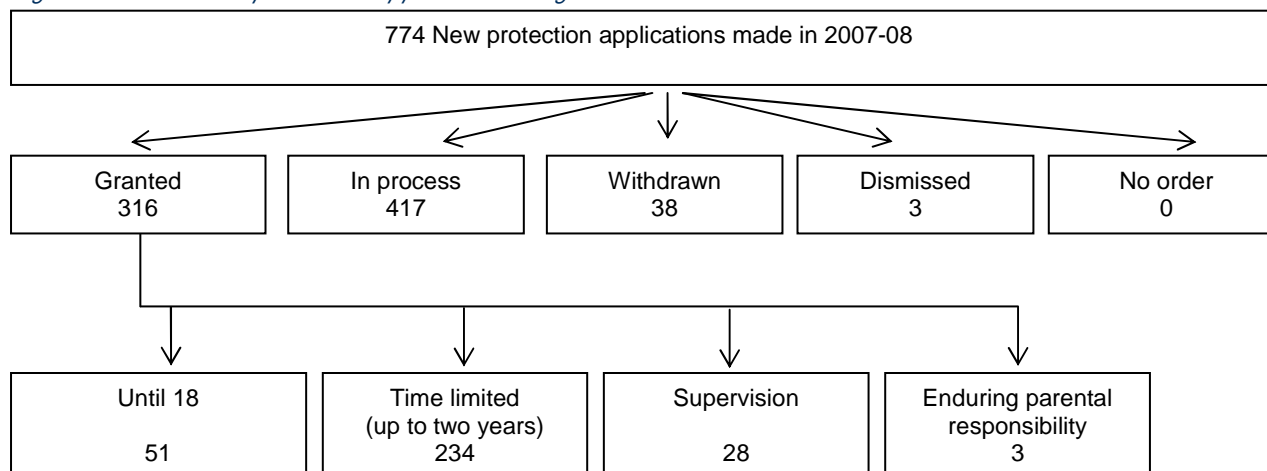 774 New protection applications made in 2007-08
Granted
316
In process
417
Withdrawn
38
Dismissed
3
No order
0
Until 18
51
Time limited
(up to two years)
234
Supervision
28
Enduring parental
responsibility
3